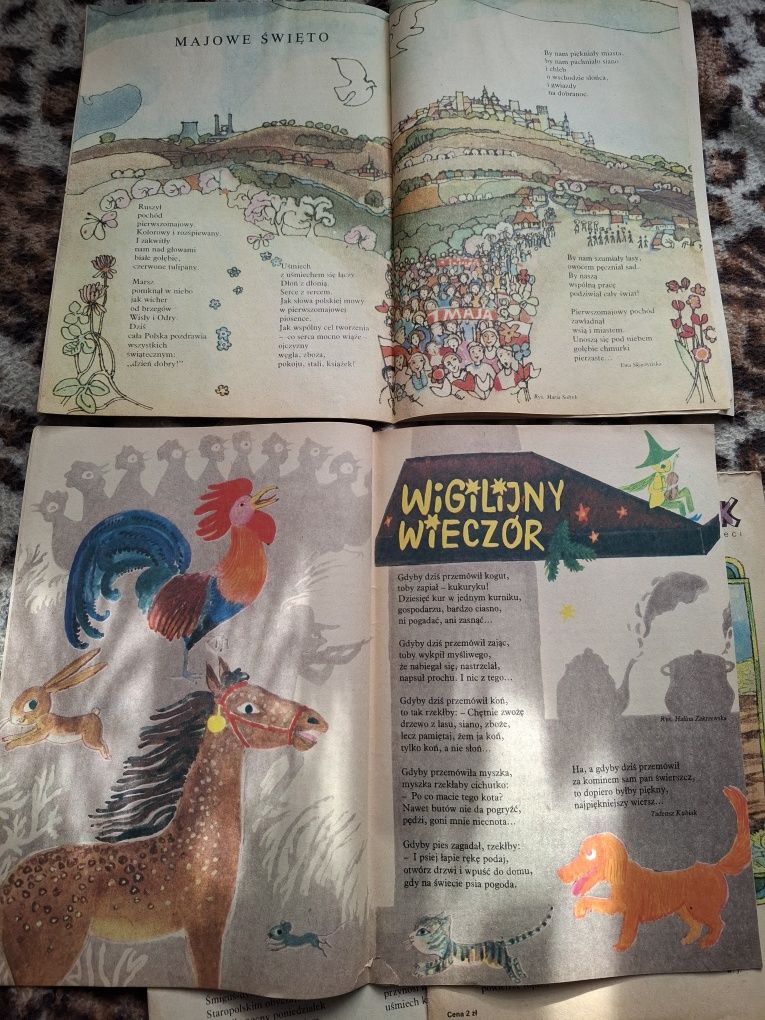 MAJOWE ŚWIĘTO
Ruszył
pochód
pierwszomajowy.
Kolorowy i rozśpiewany.
I zakwitły
nam nad głowami
białe gołębie,
czerwone tulipany.
Marsz
pomknął w niebo
jak wicher
od brzegów
Wisły i Odry.
Dziś
cała Polska pozdrawia
wszystkich
świątecznym:
„dzień dobry!”
Uśmiech
z uśmiechem się łączy.
Dłoń z dłonią.
Serce z sercem.
Jak słowa polskiej mowy
w pierwszomajowej
piosence.
Jak wspólny cel tworzenia
– co serca mocno wiąże –
ojczyzny
węgla, zboża,
pokoju, stali, książek!
By nam piękniały miasta,
by nam pachniało siano
i chleb
o wschodzie słońca,
i gwiazdy
na dobranoc.
By nam szumiały lasy,
owocem pęczniał sad.
By naszą
wspólną pracę
podziwiał cały świat!
Pierwszomajowy pochód
zawładnął
wsią i miastem.
Unoszą się pod niebem
gołębie chmurki
pierzaste...
Ewa Skarżyńska
1 MAJA
Rys. Maria Sołtyk
WIGILIJNY
WIECZÓR
Gdyby dziś przemówił kogut,
toby zapiał – kukuryku!
Dziesięć kur w jednym kurniku,
gospodarzu, bardzo ciasno,
ni pogadać, ani zasnąć...
Gdyby dziś przemówił zając,
toby wykpił myśliwego,
że nabiegał się, nastrzelał,
napsuł prochu. I nic z tego...
Gdyby dziś przemówił koń,
to tak rzekłby: – Chętnie zwożę
drzewo z lasu, siano, zboże,
lecz pamiętaj, żem ja koń,
tylko koń, a nie słoń...
Gdyby przemówiła myszka,
myszka rzekłaby cichutko:
– Po co macie tego kota?
Nawet butów nie da pogryźć,
pędzi, goni mnie niecnota...
Gdyby pies zagadał, rzekłby:
– I psiej łapie rękę podaj,
otwórz drzwi i wpuść do domu,
gdy na świecie psia pogoda.
Rys. Halina Zakrzewska
Ha, a gdyby dziś przemówił
za kominem sam pan świerszcz,
to dopiero byłby piękny,
najpiękniejszy wiersz...
Tadeusz Kubiak
K
eci
Staropolskim
poniedziałek
uśmiech k
Cena 2 zł